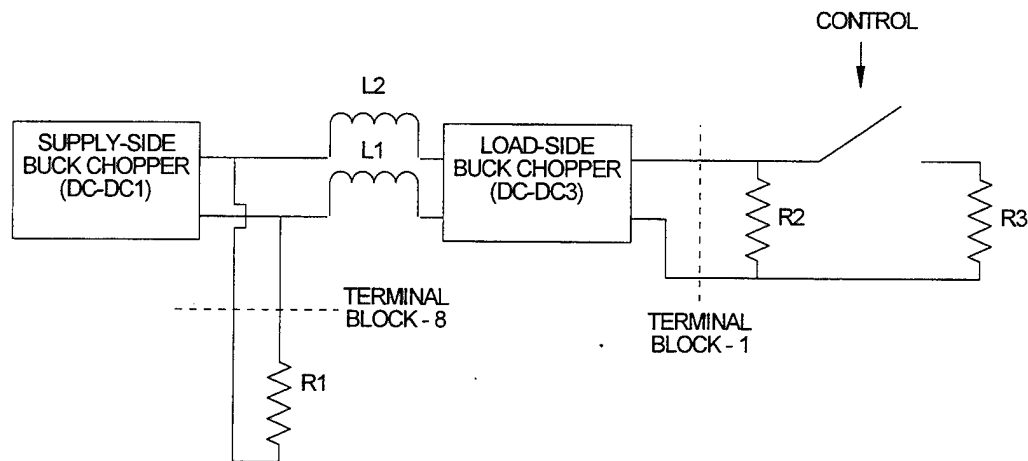 CONTROL
L2
SUPPLY-SIDE
BUCK CHOPPER
(DC-DC1)
L1
LOAD-SIDE
BUCK CHOPPER
(DC-DC3)
R2
R3
TERMINAL
BLOCK - 8
TERMINAL
BLOCK - 1
R1